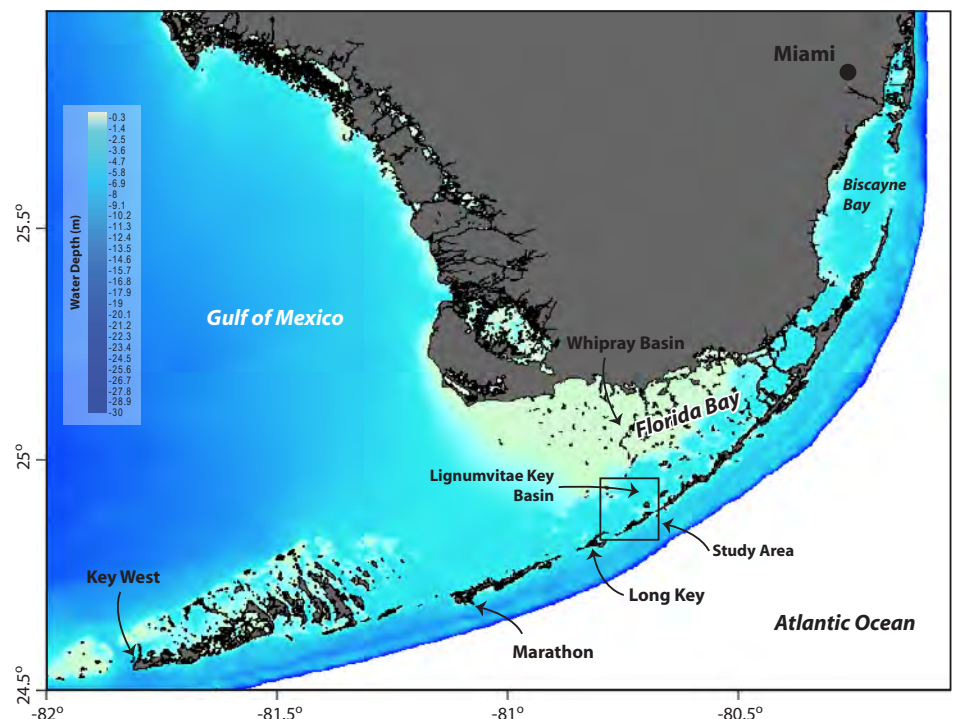 Miami
Biscayne
Bay
Water Depth (m)
-0.3
-1.4
-2.5
-3.6
-4.7
-5.8
-6.9
-8
-9.1
-10.2
-11.3
-12.4
-13.5
-14.6
-15.7
-16.8
-17.9
-19
-20.1
-21.2
-22.3
-23.4
-24.5
-25.6
-26.7
-27.8
-28.9
-30
Gulf of Mexico
Whipray Basin
Florida Bay
Lignumvitae Key
Basin
Study Area
Key West
Long Key
Atlantic Ocean
Marathon
25.5°
25°
24.5°
-82°
-81.5°
-81°
-80.5°